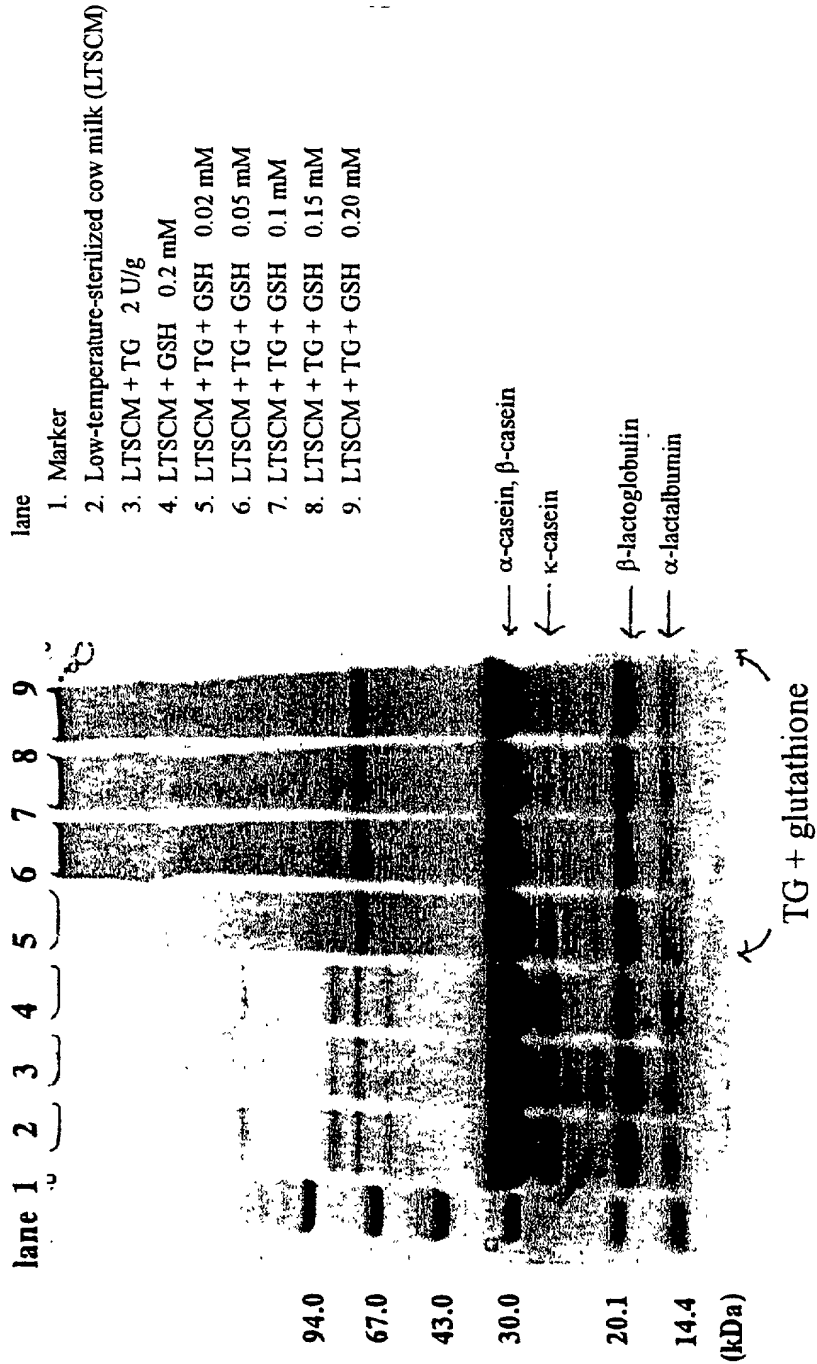 lane 1 2 3 4 5 6 7 8 9
94.0
67.0
43.0
30.0
20.1
14.4
(kDa)
← α-casein, β-casein
← κ-casein
← β-lactoglobulin
← α-lactalbumin
TG + glutathione
lane
1. Marker
2. Low-temperature-sterilized cow milk (LTSCM)
3. LTSCM + TG 2 U/g
4. LTSCM + GSH 0.2 mM
5. LTSCM + TG + GSH 0.02 mM
6. LTSCM + TG + GSH 0.05 mM
7. LTSCM + TG + GSH 0.1 mM
8. LTSCM + TG + GSH 0.15 mM
9. LTSCM + TG + GSH 0.20 mM